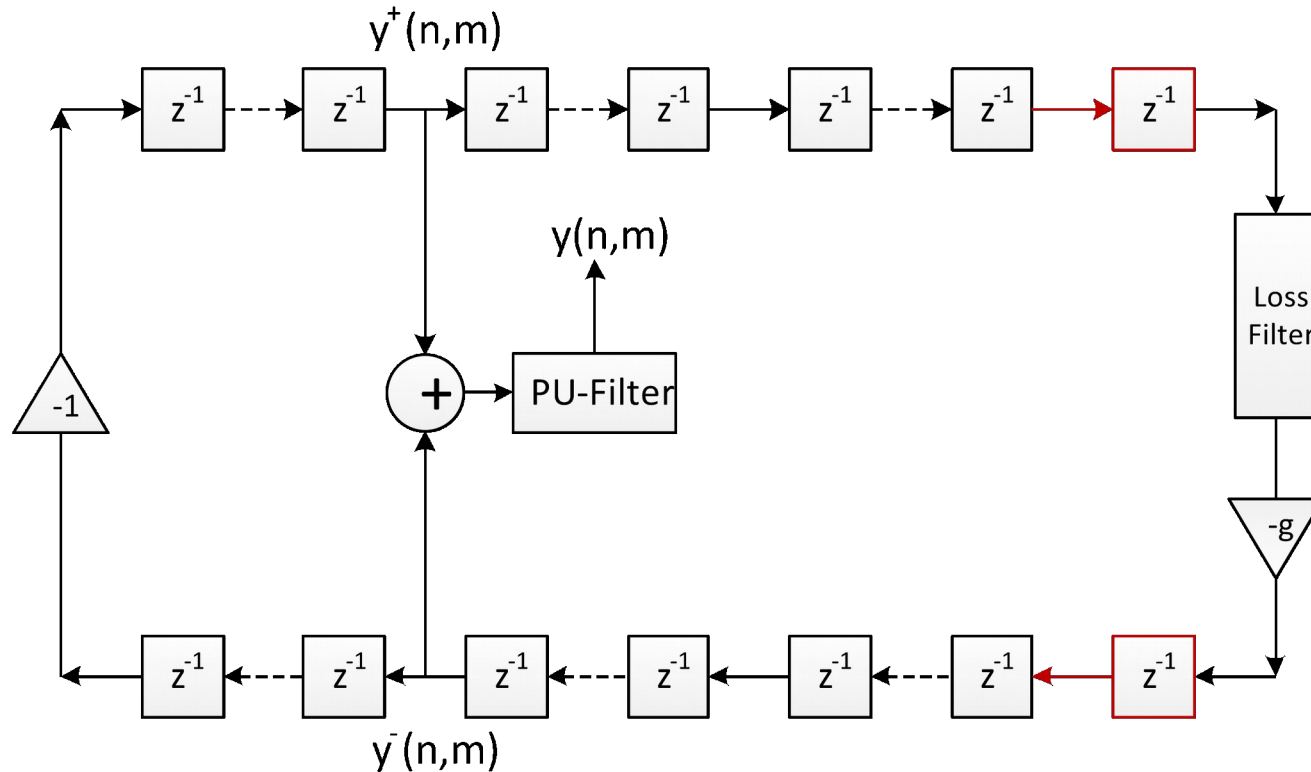 y⁺(n,m)
z⁻¹ z⁻¹ z⁻¹ z⁻¹ z⁻¹ z⁻¹ z⁻¹
y(n,m)
Loss
Filter
-1
+
PU-Filter
-g
z⁻¹ z⁻¹ z⁻¹ z⁻¹ z⁻¹ z⁻¹ z⁻¹
y⁻(n,m)